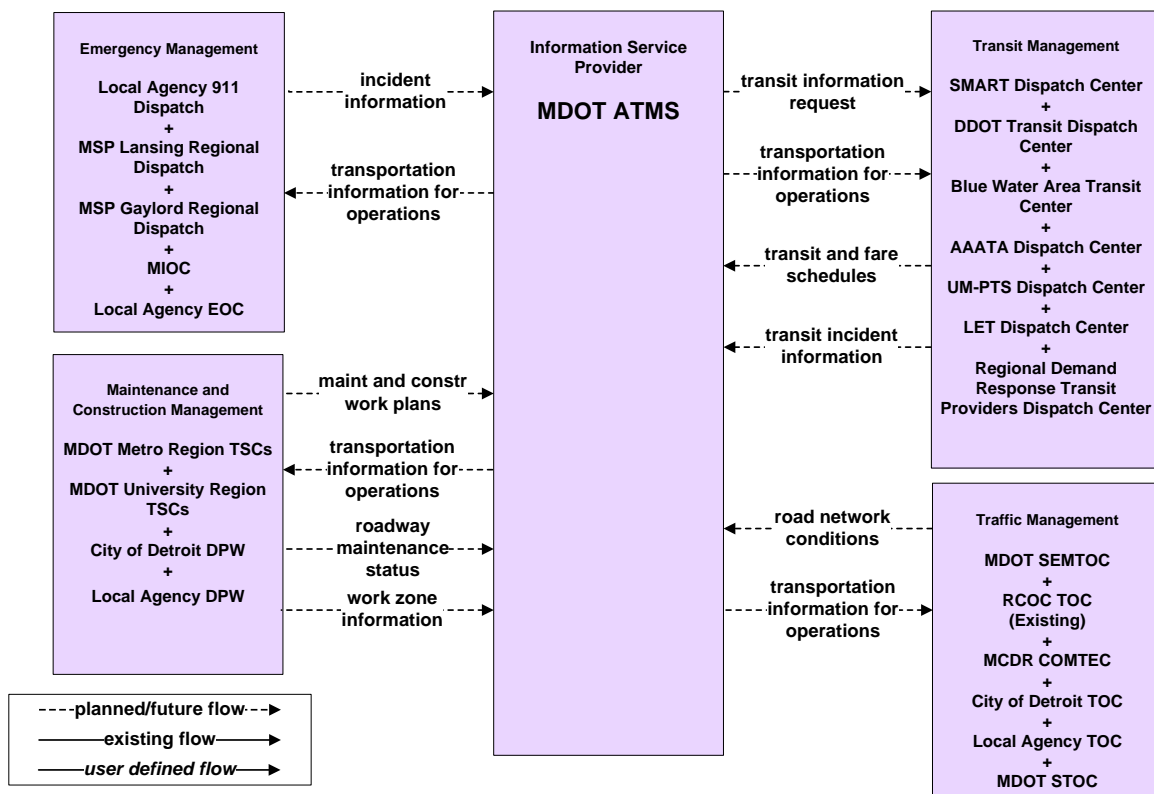 Emergency Management
Local Agency 911
Dispatch
+
MSP Lansing Regional
Dispatch
+
MSP Gaylord Regional
Dispatch
+
MIOC
+
Local Agency EOC
incident
information
transportation
information for
operations
Information Service
Provider
MDOT ATMS
transit information
request
transportation
information for
operations
transit and fare
schedules
transit incident
information
Transit Management
SMART Dispatch Center
+
DDOT Transit Dispatch
Center
+
Blue Water Area Transit
Center
+
AAATA Dispatch Center
+
UM-PTS Dispatch Center
+
LET Dispatch Center
+
Regional Demand
Response Transit
Providers Dispatch Center
Maintenance and
Construction Management
MDOT Metro Region TSCs
+
MDOT University Region
TSCs
+
City of Detroit DPW
+
Local Agency DPW
maint and constr
work plans
transportation
information for
operations
roadway
maintenance
status
work zone
information
road network
conditions
transportation
information for
operations
Traffic Management
MDOT SEMTOC
+
RCOC TOC
(Existing)
+
MCDR COMTEC
+
City of Detroit TOC
+
Local Agency TOC
+
MDOT STOC
planned/future flow
existing flow
user defined flow